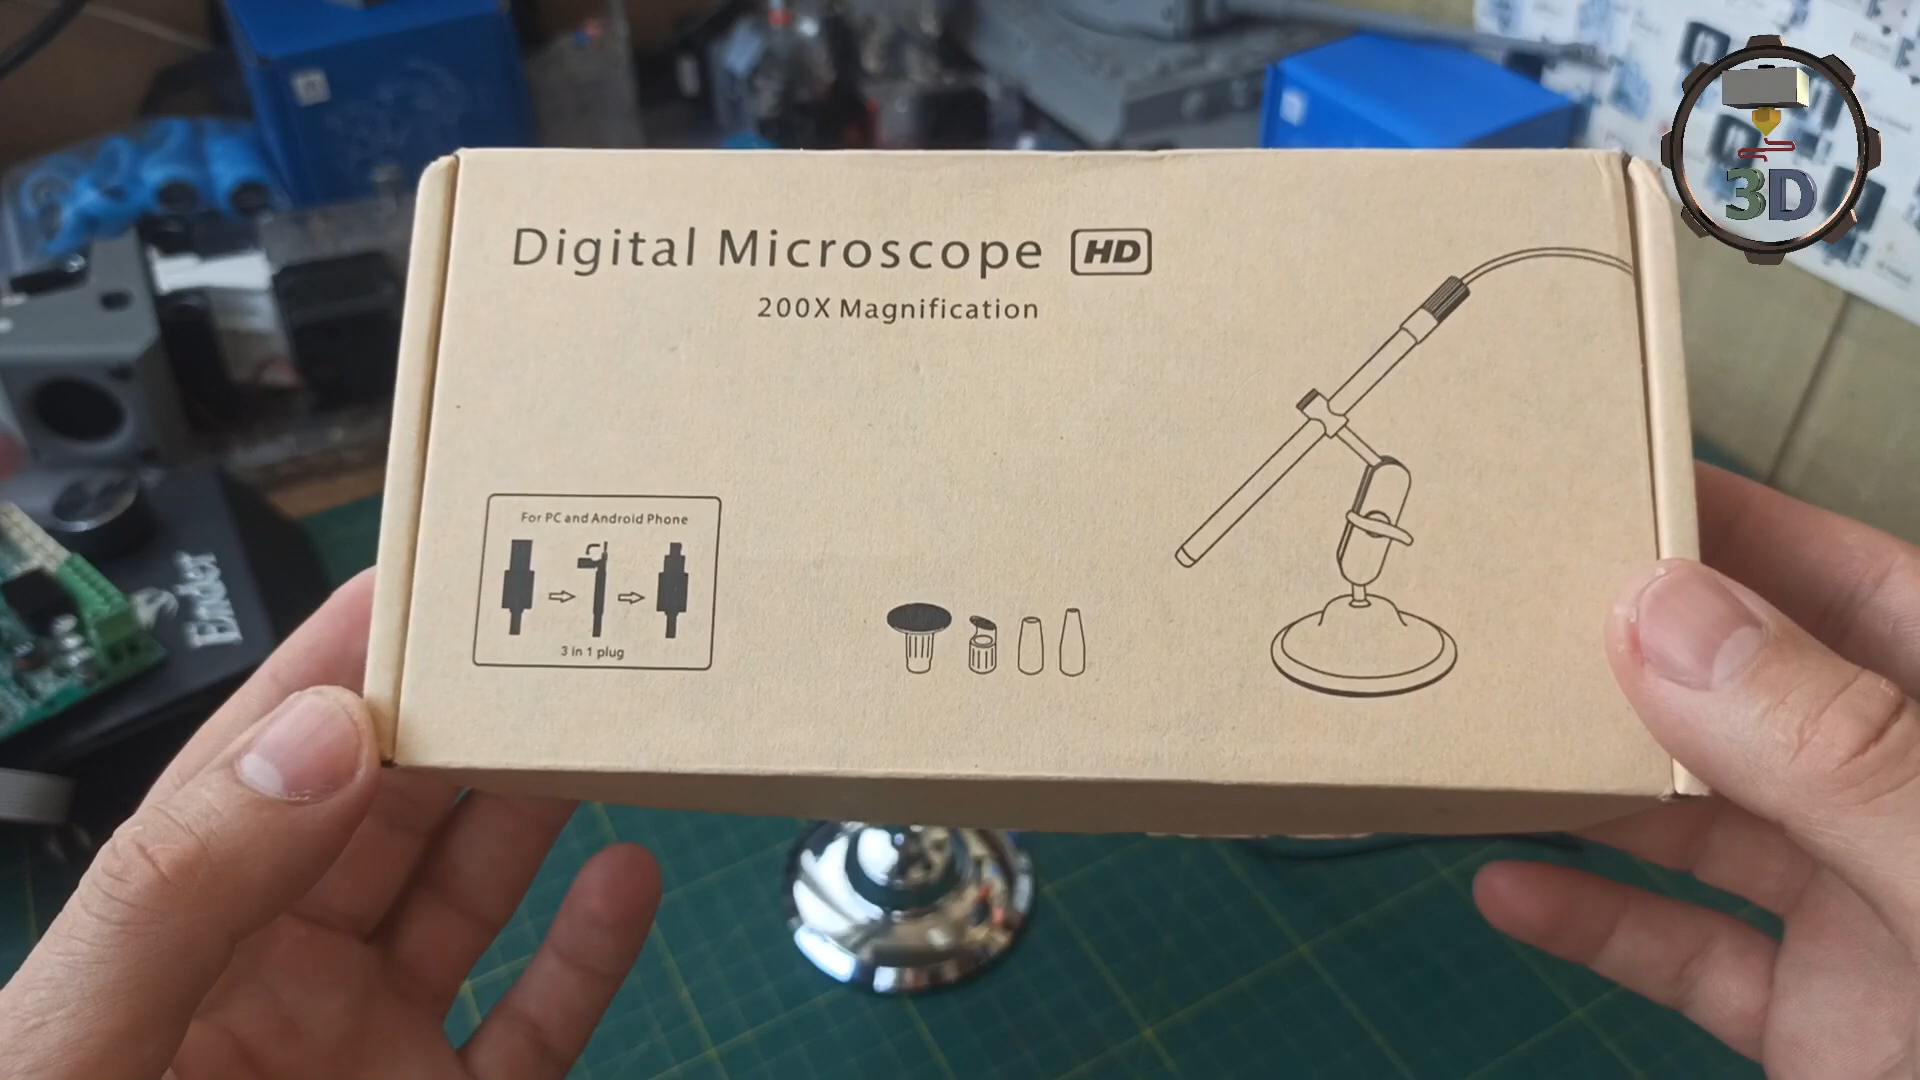 Digital Microscope HD
200X Magnification
For PC and Android Phone
3 in 1 plug
Ender
3D